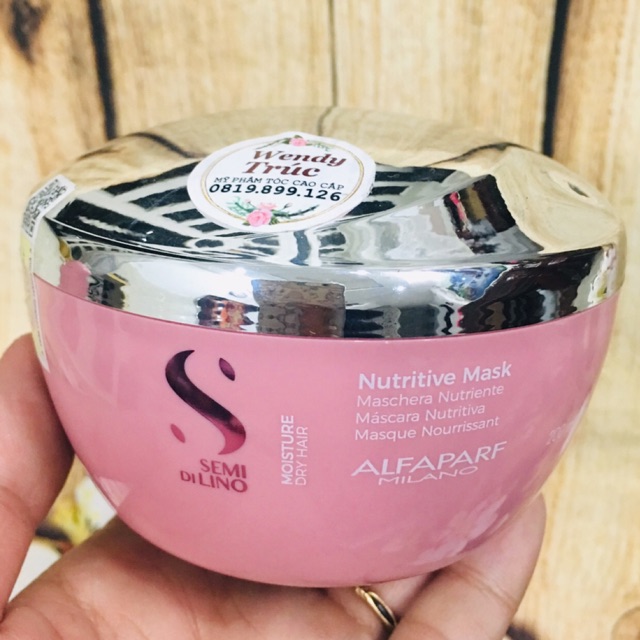 Wendy
Trúc
MỸ PHẨM TÓC CAO CẤP
0819.899.126
Nutritive Mask
Maschera Nutriente
Máscara Nutritiva
Masque Nourrissant
ALFAPARF
MILANO
SEMI
DI LINO
MOISTURE
DRY HAIR